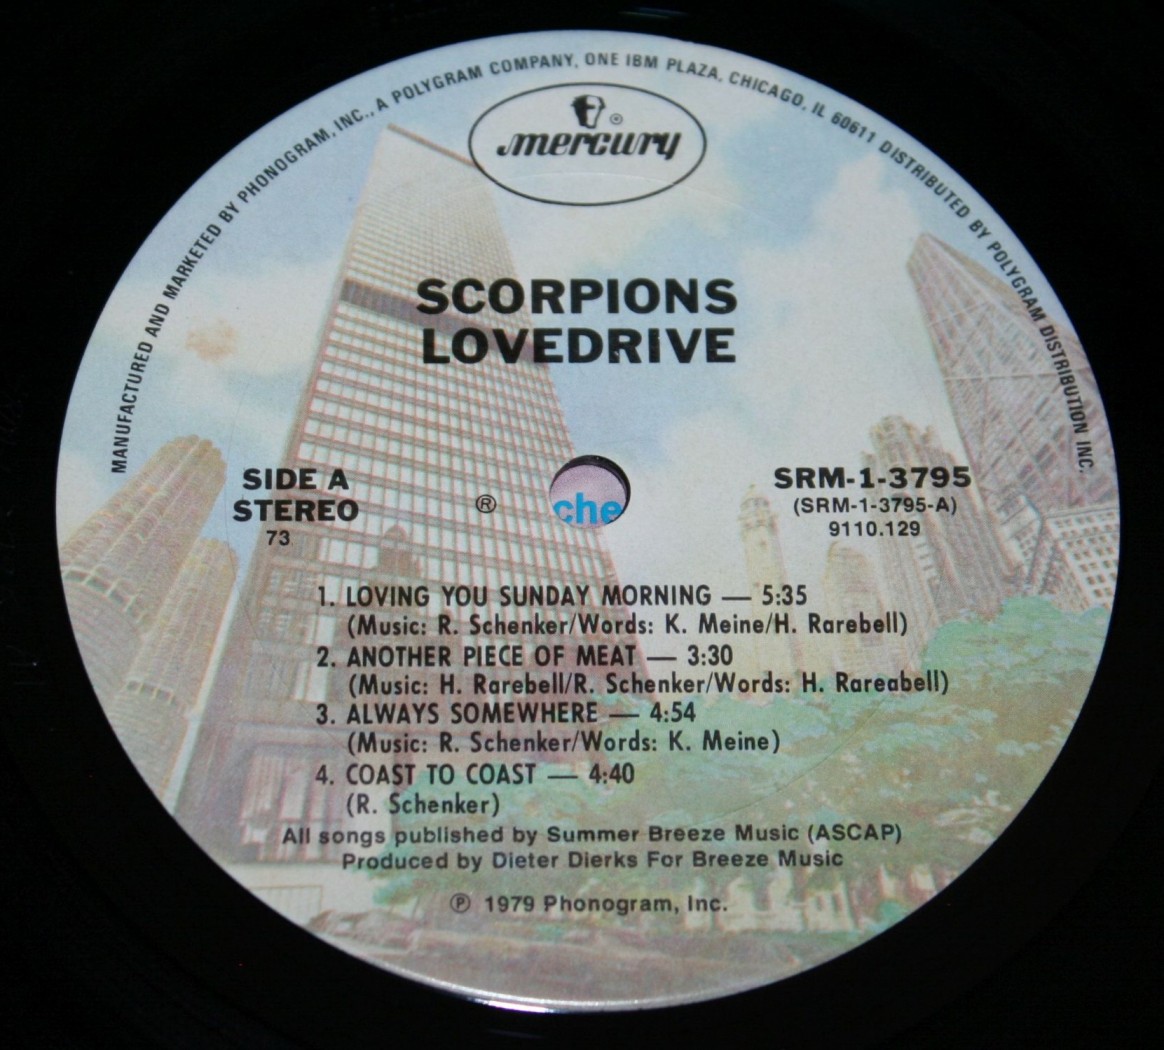 MANUFACTURED AND MARKETED BY PHONOGRAM, INC., A POLYGRAM COMPANY, ONE IBM PLAZA, CHICAGO, IL 60611 DISTRIBUTED BY POLYGRAM DISTRIBUTION INC.
®
mercury
SCORPIONS
LOVEDRIVE
SIDE A
STEREO
73
®
che
SRM-1-3795
(SRM-1-3795-A)
9110.129
1. LOVING YOU SUNDAY MORNING — 5:35
(Music: R. Schenker/Words: K. Meine/H. Rarebell)
2. ANOTHER PIECE OF MEAT — 3:30
(Music: H. Rarebell/R. Schenker/Words: H. Rareabell)
3. ALWAYS SOMEWHERE — 4:54
(Music: R. Schenker/Words: K. Meine)
4. COAST TO COAST — 4:40
(R. Schenker)
All songs published by Summer Breeze Music (ASCAP)
Produced by Dieter Dierks For Breeze Music
℗ 1979 Phonogram, Inc.